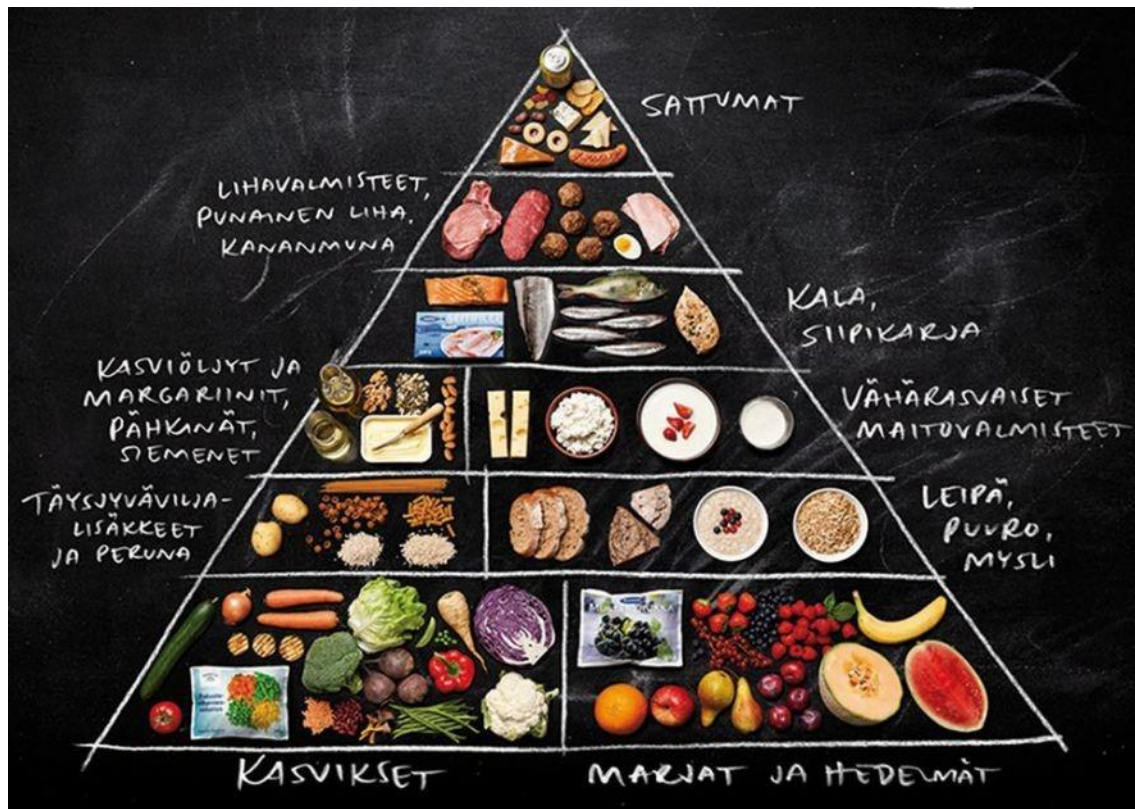 SATTUMAT
LIHAVALMISTEET,
PUNAINEN LIHA,
KANANMUNA
KALA,
SIIPIKARJA
KASVIÖLJYT JA
MARGARIINIT,
PÄHKINÄT,
SIEMENET
VÄHÄRASVAISET
MAITOVALMISTEET
TÄYSJYVÄVILJA-
LISÄKKEET
JA PERUNA
LEIPÄ,
PUURO,
MYSLI
KASVIKSET
MARJAT JA HEDELMÄT